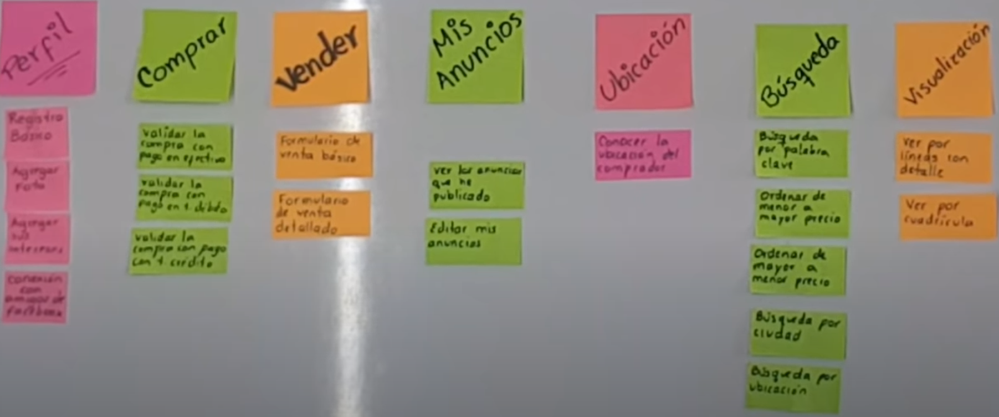 Perfil
Registro
Básico
Agregar
Foto
Agregar
sus
intereses
Conexión
con
amigos de
facebook
Comprar
validar la
compra con
pago en efectivo
validar la
compra con
pago en t. débito
validar la
compra con pago
con t. crédito
Vender
Formulario de
venta básico
Formulario
de venta
detallado
Mis
Anuncios
ver los anuncios
que he
publicado
Editar mis
anuncios
Ubicación
Conocer la
ubicación del
comprador
Búsqueda
Búsqueda
por palabra
clave
Ordenar de
menor a
mayor precio
Ordenar de
mayor a
menor precio
Búsqueda por
ciudad
Búsqueda por
ubicación
Visualización
ver por
líneas con
detalle
Ver por
cuadrícula